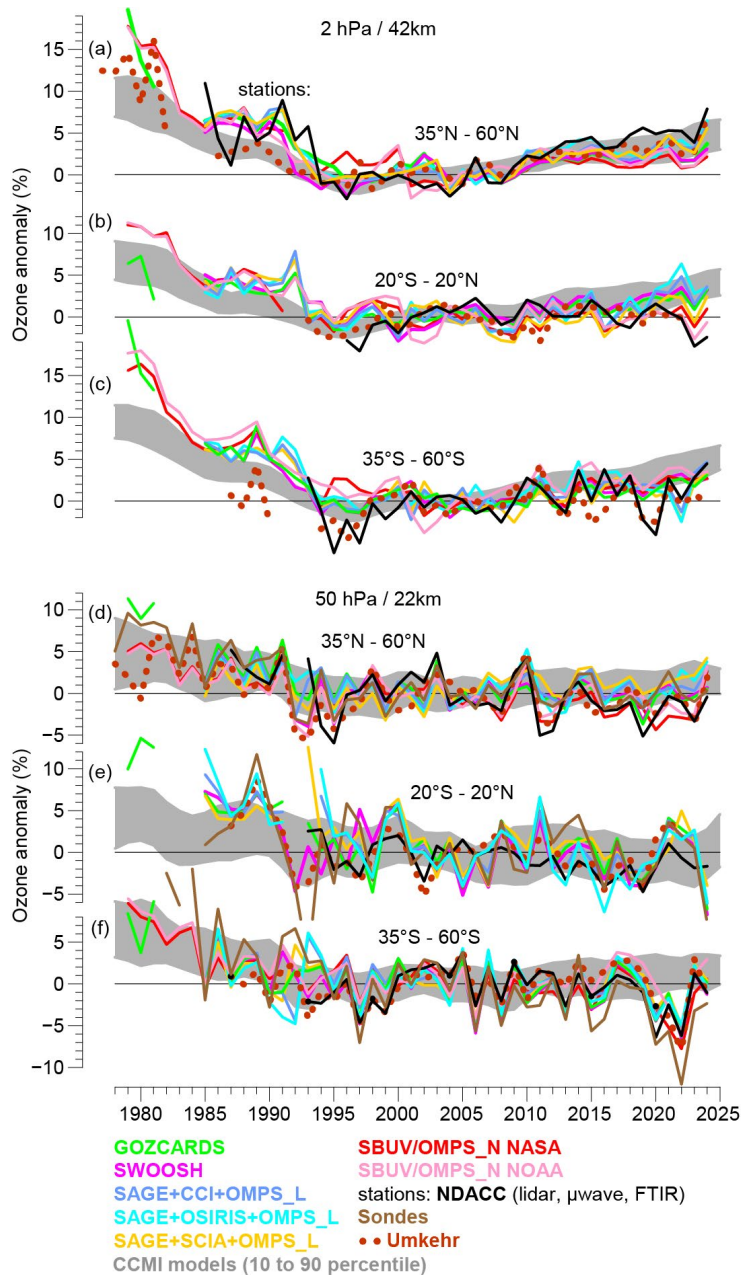 2 hPa / 42km
(a)
15
10
5
0
stations:
35°N - 60°N
Ozone anomaly (%)
(b)
10
5
0
20°S - 20°N
(c)
15
10
5
0
35°S - 60°S
50 hPa / 22km
(d)
10
5
0
−5
35°N - 60°N
Ozone anomaly (%)
(e)
10
5
0
−5
20°S - 20°N
(f)
5
0
−5
−10
35°S - 60°S
1980 1985 1990 1995 2000 2005 2010 2015 2020 2025
GOZCARDS
SWOOSH
SAGE+CCI+OMPS_L
SAGE+OSIRIS+OMPS_L
SAGE+SCIA+OMPS_L
CCMI models (10 to 90 percentile)
SBUV/OMPS_N NASA
SBUV/OMPS_N NOAA
stations: NDACC (lidar, µwave, FTIR)
Sondes
Umkehr